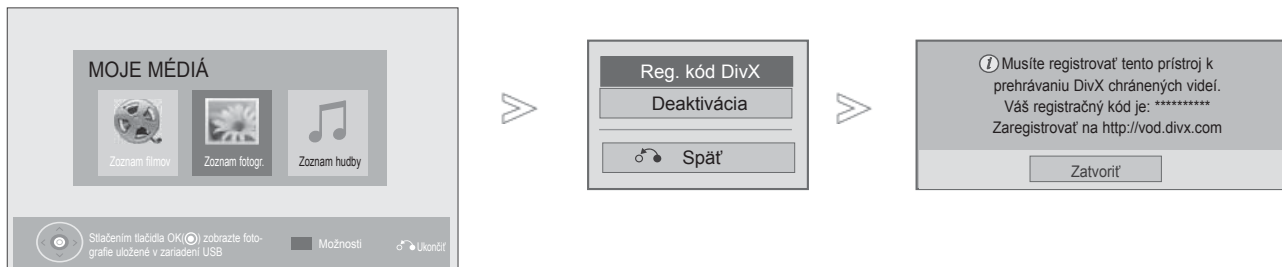 MOJE MÉDIÁ
Zoznam filmov
Zoznam fotogr.
Zoznam hudby
Stlačením tlačidla OK(◉) zobrazte foto-
grafie uložené v zariadení USB
Možnosti
Ukončiť
Reg. kód DivX
Deaktivácia
Späť
Musíte registrovať tento prístroj k
prehrávaniu DivX chránených videí.
Váš registračný kód je: **********
Zaregistrovať na http://vod.divx.com
Zatvoriť